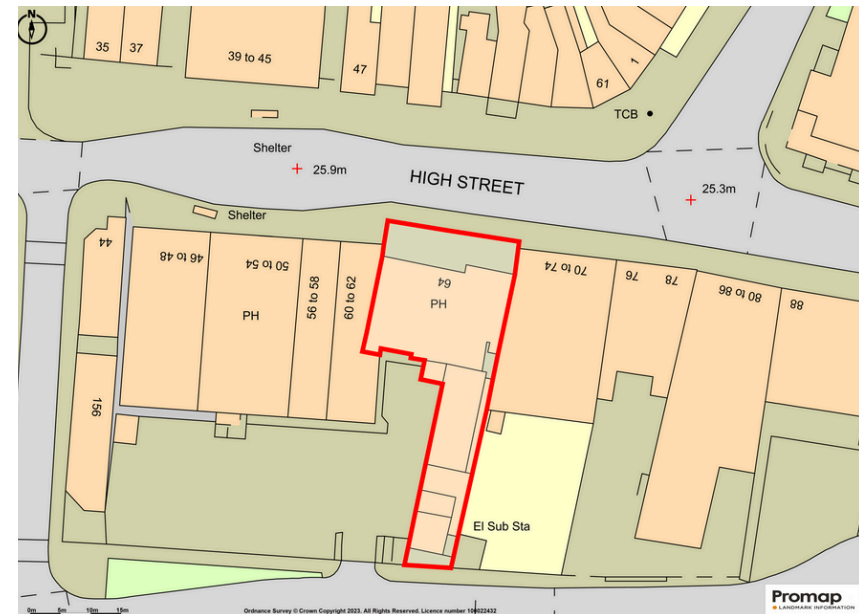 N
35
37
39 to 45
47
61
1
TCB
Shelter
25.9m
HIGH STREET
25.3m
Shelter
44
46 to 48
50 to 54
PH
56 to 58
60 to 62
64
PH
70 to 74
76
78
80 to 86
88
156
El Sub Sta
0m 5m 10m 15m
Ordnance Survey © Crown Copyright 2023. All Rights Reserved. Licence number 100022432
Promap
LANDMARK INFORMATION